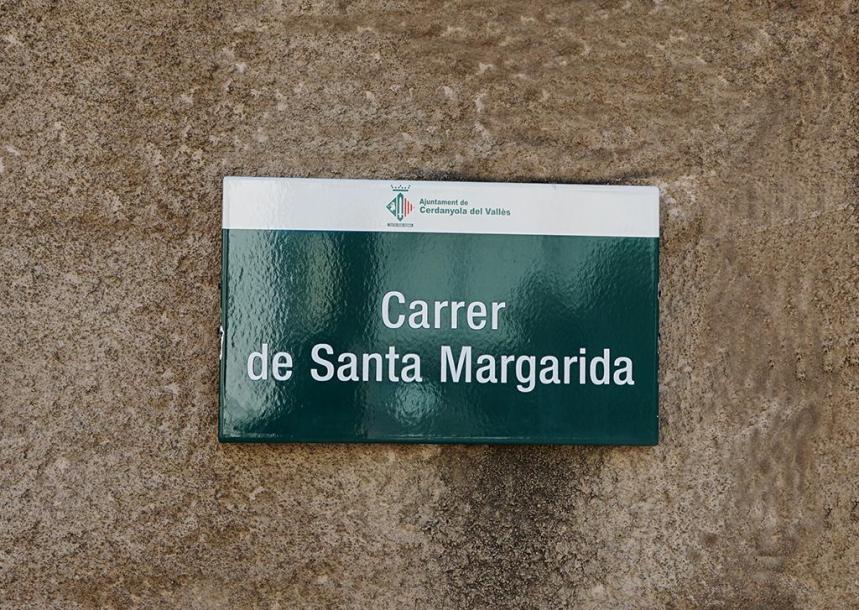 Ajuntament de
Cerdanyola del Vallès
Carrer
de Santa Margarida